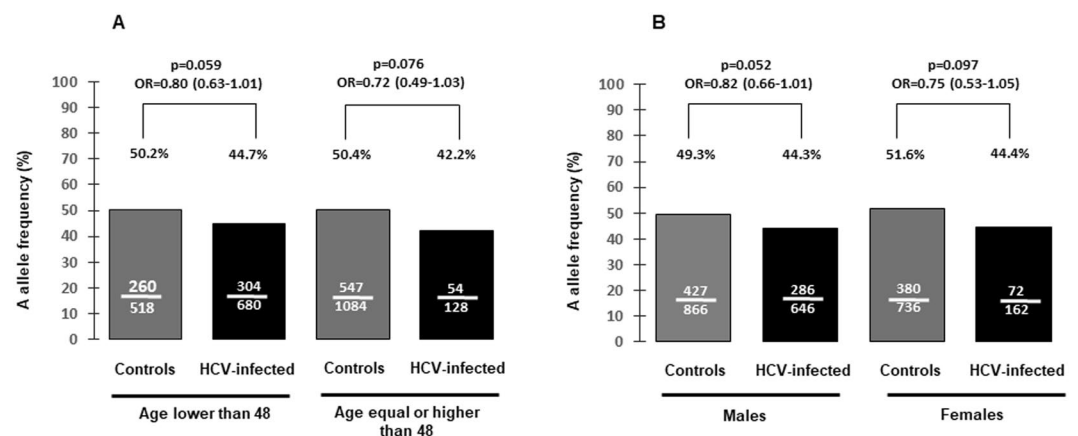 A
p=0.059
OR=0.80 (0.63-1.01)
p=0.076
OR=0.72 (0.49-1.03)
A allele frequency (%)
100
90
80
70
60
50
40
30
20
10
0
50.2%
44.7%
50.4%
42.2%
260
518
304
680
547
1084
54
128
Controls
HCV-infected
Controls
HCV-infected
Age lower than 48
Age equal or higher
than 48
B
p=0.052
OR=0.82 (0.66-1.01)
p=0.097
OR=0.75 (0.53-1.05)
A allele frequency (%)
100
90
80
70
60
50
40
30
20
10
0
49.3%
44.3%
51.6%
44.4%
427
866
286
646
380
736
72
162
Controls
HCV-infected
Controls
HCV-infected
Males
Females